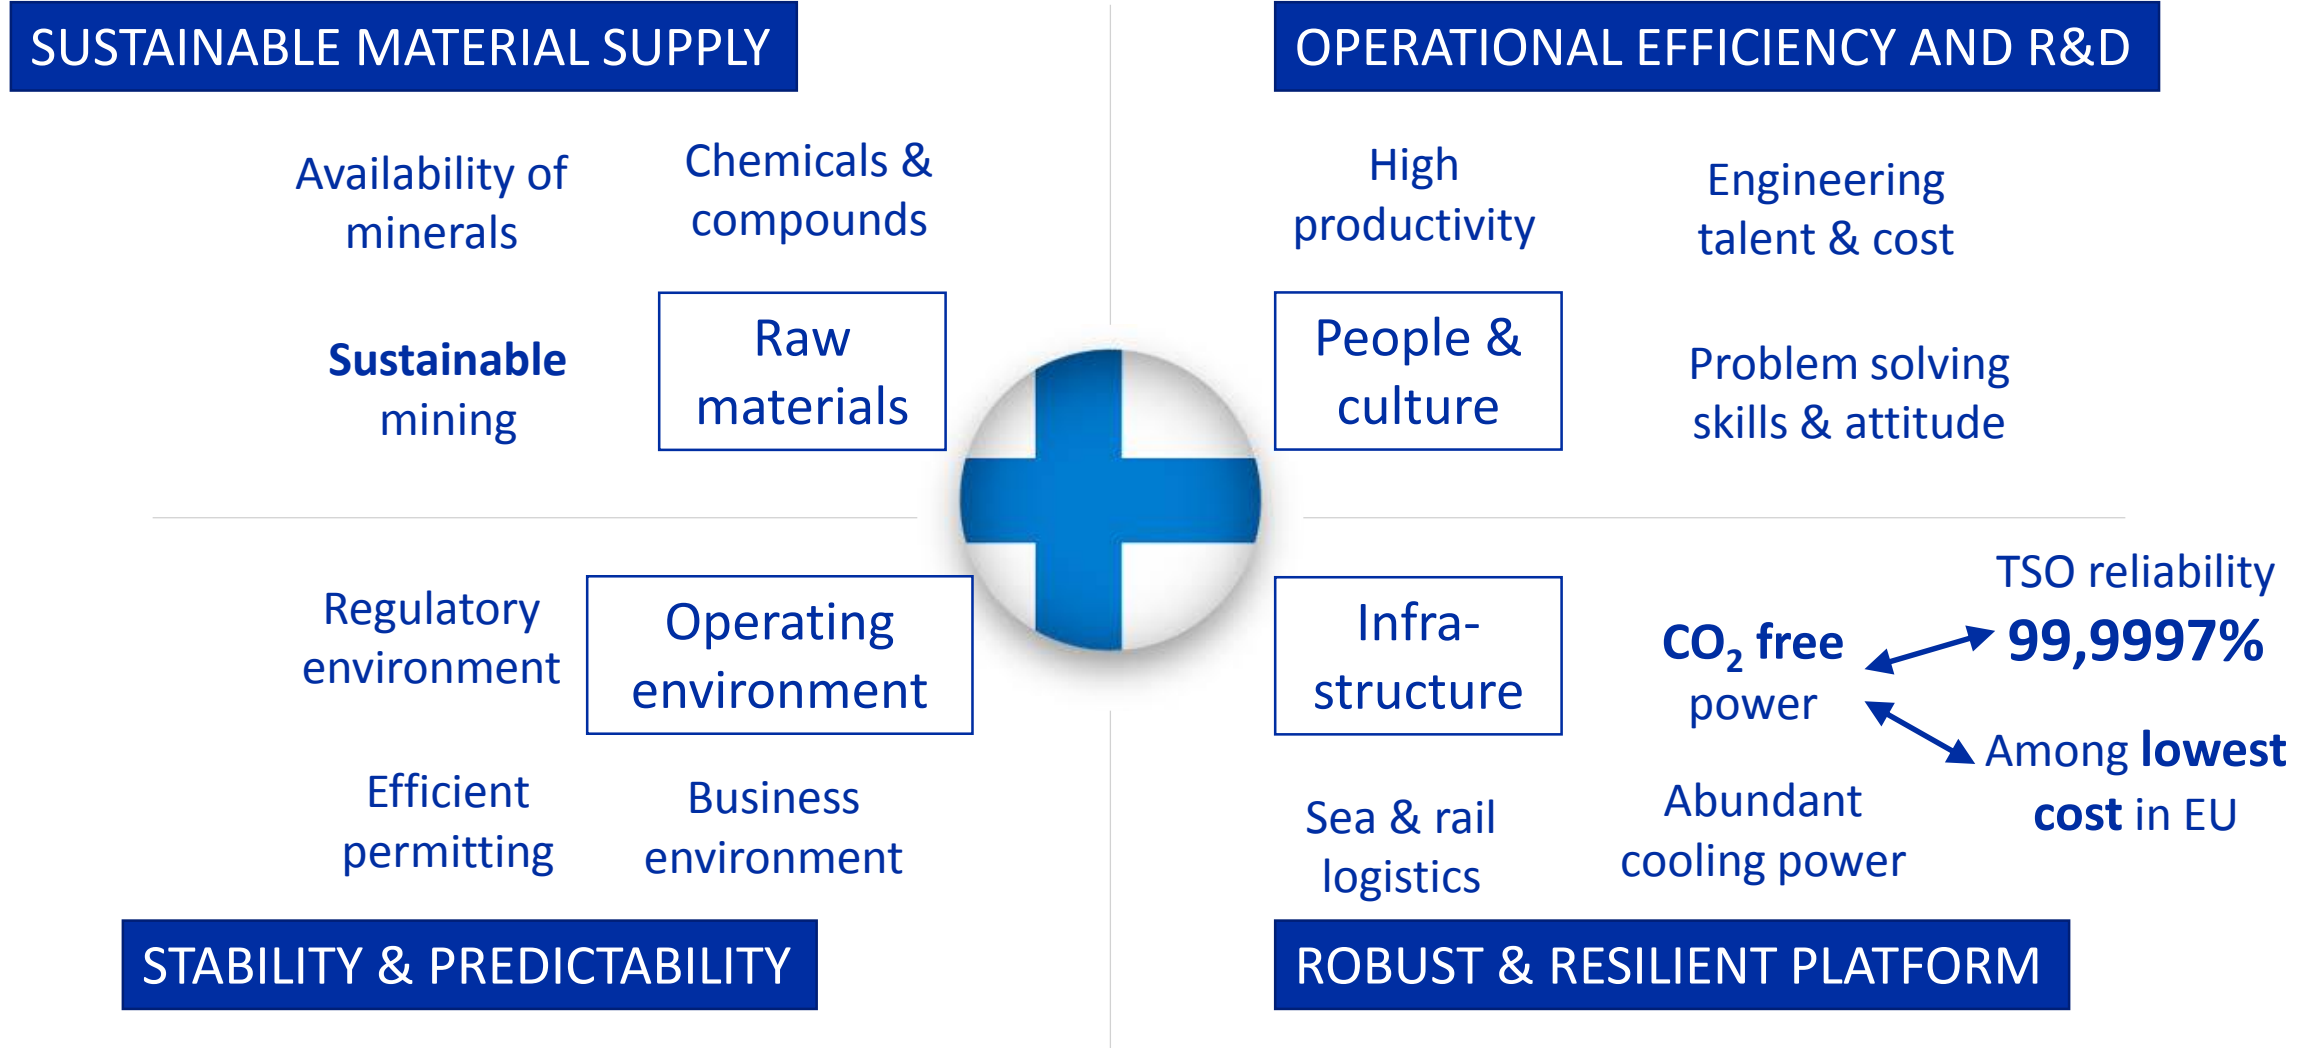 SUSTAINABLE MATERIAL SUPPLY
Availability of
minerals
Chemicals &
compounds
Sustainable
mining
Raw
materials
OPERATIONAL EFFICIENCY AND R&D
High
productivity
Engineering
talent & cost
People &
culture
Problem solving
skills & attitude
Regulatory
environment
Operating
environment
Efficient
permitting
Business
environment
STABILITY & PREDICTABILITY
Infra-
structure
CO₂ free
power
TSO reliability
99,9997%
Among lowest
cost in EU
Sea & rail
logistics
Abundant
cooling power
ROBUST & RESILIENT PLATFORM